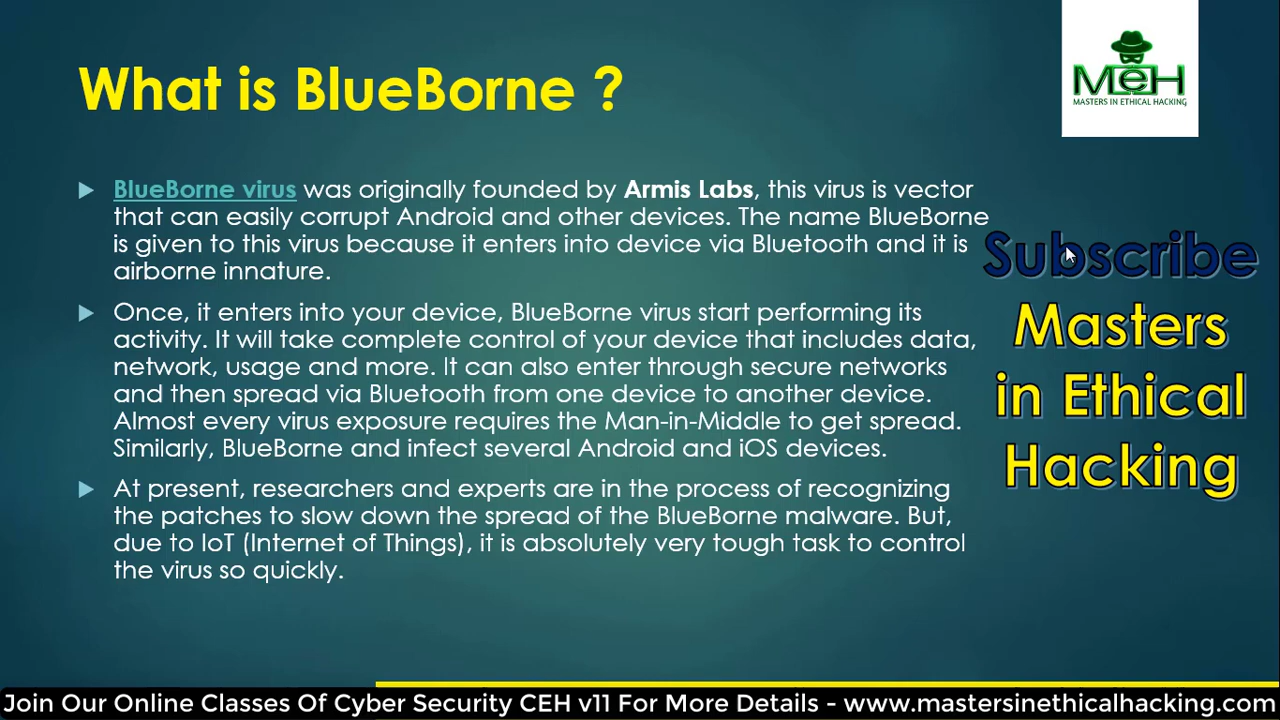 What is BlueBorne ?
MeH
MASTERS IN ETHICAL HACKING
BlueBorne virus was originally founded by Armis Labs, this virus is vector
that can easily corrupt Android and other devices. The name BlueBorne
is given to this virus because it enters into device via Bluetooth and it is
airborne innature.
Once, it enters into your device, BlueBorne virus start performing its
activity. It will take complete control of your device that includes data,
network, usage and more. It can also enter through secure networks
and then spread via Bluetooth from one device to another device.
Almost every virus exposure requires the Man-in-Middle to get spread.
Similarly, BlueBorne and infect several Android and iOS devices.
At present, researchers and experts are in the process of recognizing
the patches to slow down the spread of the BlueBorne malware. But,
due to IoT (Internet of Things), it is absolutely very tough task to control
the virus so quickly.
Subscribe
Masters
in Ethical
Hacking
Join Our Online Classes Of Cyber Security CEH v11 For More Details - www.mastersinethicalhacking.com